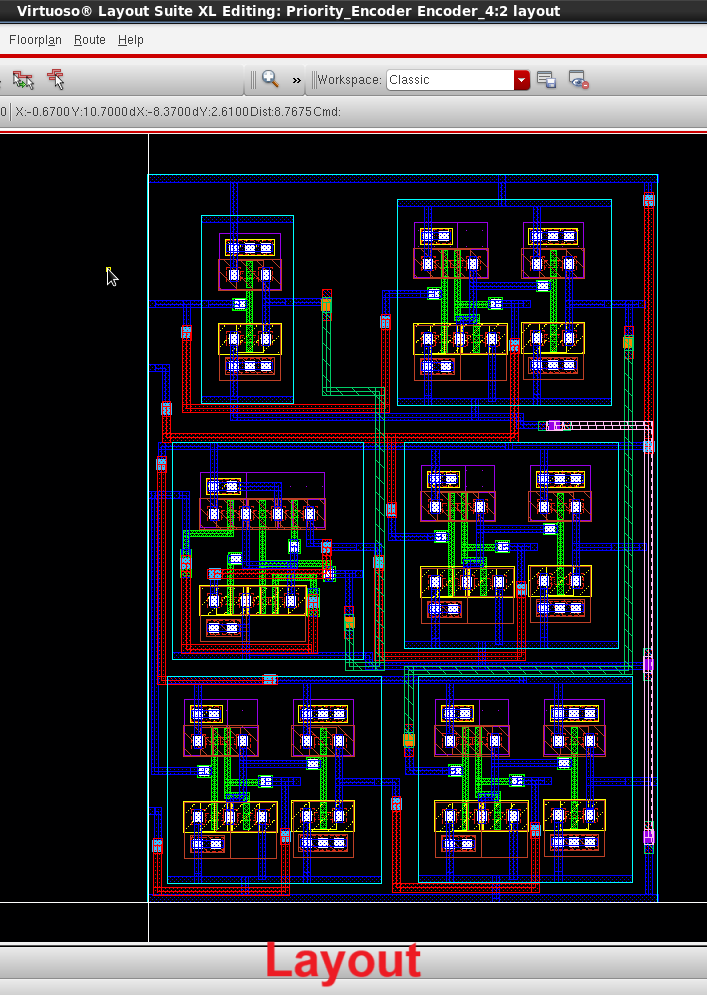 Virtuoso® Layout Suite XL Editing: Priority_Encoder Encoder_4:2 layout
Floorplan Route Help
» Workspace: Classic
0 X:-0.6700 Y:10.7000 dX:-8.3700 dY:2.6100 Dist:8.7675 Cmd:
Layout